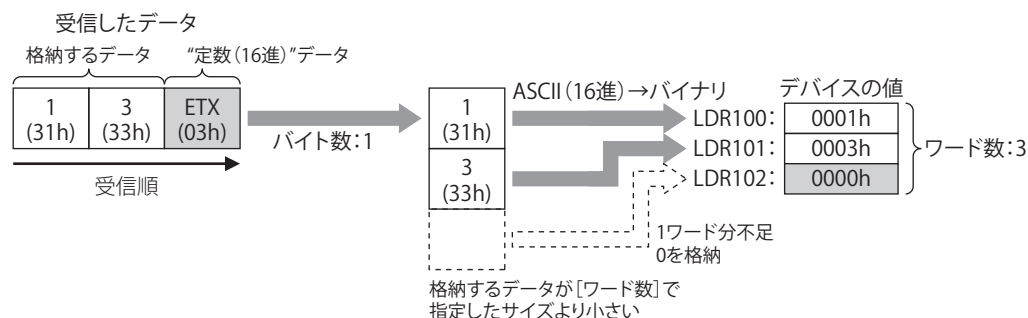 受信したデータ
格納するデータ “定数(16進)”データ
1 3 ETX
(31h) (33h) (03h)
受信順
バイト数:1
1
(31h)
3
(33h)
ASCII(16進)→バイナリ
デバイスの値
LDR100: 0001h
LDR101: 0003h
LDR102: 0000h
ワード数:3
1ワード分不足
0を格納
格納するデータが[ワード数]で
指定したサイズより小さい